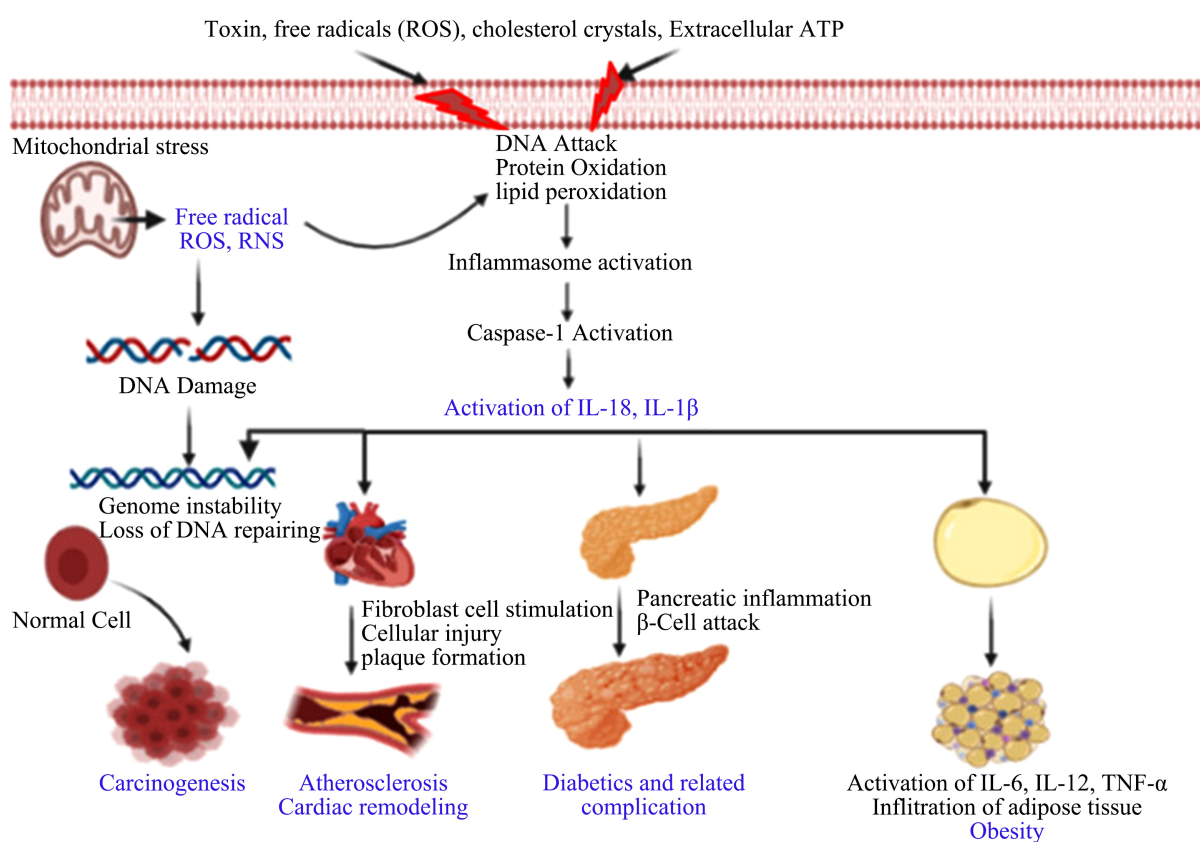 Toxin, free radicals (ROS), cholesterol crystals, Extracellular ATP
Mitochondrial stress
DNA Attack
Protein Oxidation
lipid peroxidation
Free radical
ROS, RNS
Inflammasome activation
Caspase-1 Activation
DNA Damage
Activation of IL-18, IL-1β
Genome instability
Loss of DNA repairing
Normal Cell
Fibroblast cell stimulation
Cellular injury
plaque formation
Pancreatic inflammation
β-Cell attack
Carcinogenesis
Atherosclerosis
Cardiac remodeling
Diabetics and related
complication
Activation of IL-6, IL-12, TNF-α
Inflitration of adipose tissue
Obesity